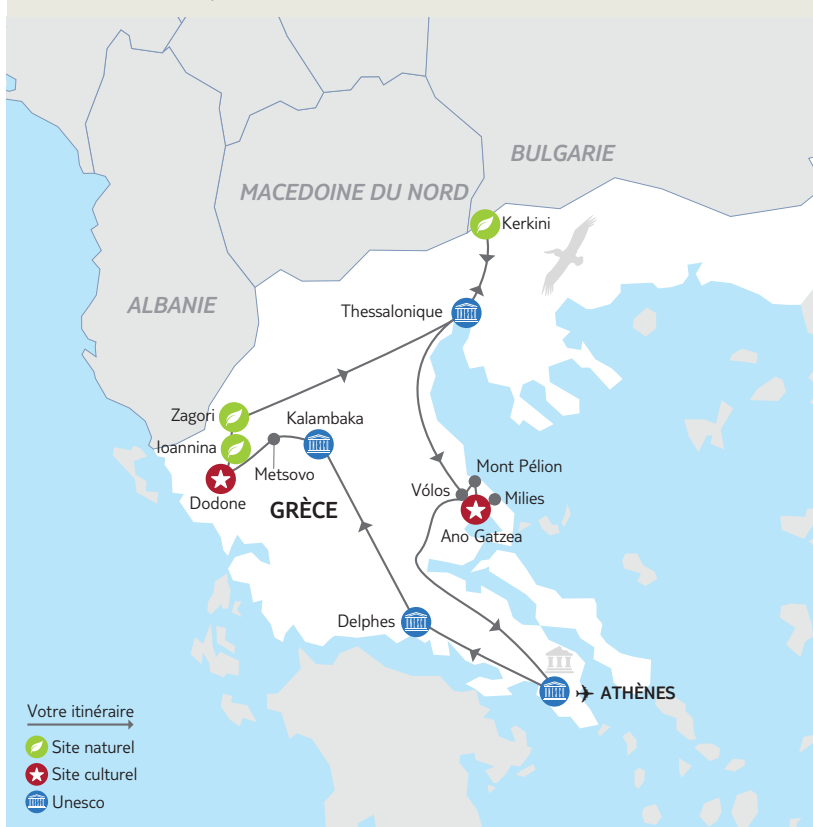 BULGARIE
MACEDOINE DU NORD
Kerkini
ALBANIE
Thessalonique
Zagori
Kalambaka
Ioannina
Metsovo
Mont Pélion
Vólos
Milies
Dodone
GRÈCE
Ano Gatzea
Delphes
ATHÈNES
Votre itinéraire
Site naturel
Site culturel
Unesco